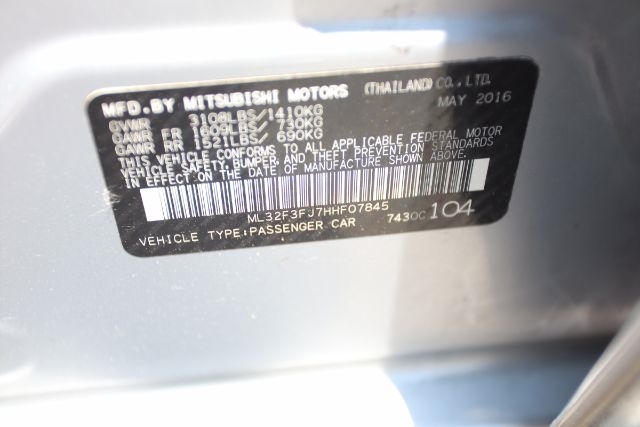 MFD.BY MITSUBISHI MOTORS (THAILAND) CO., LTD.
MAY 2016
GVWR 3108LBS/1410KG
GAWR FR 1609LBS/ 730KG
GAWR RR 1521LBS/ 690KG
THIS VEHICLE CONFORMS TO ALL APPLICABLE FEDERAL MOTOR
VEHICLE SAFETY, BUMPER, AND THEFT PREVENTION STANDARDS
IN EFFECT ON THE DATE OF MANUFACTURE SHOWN ABOVE.
ML32F3FJ7HHF07845
VEHICLE TYPE:PASSENGER CAR 7430C 104